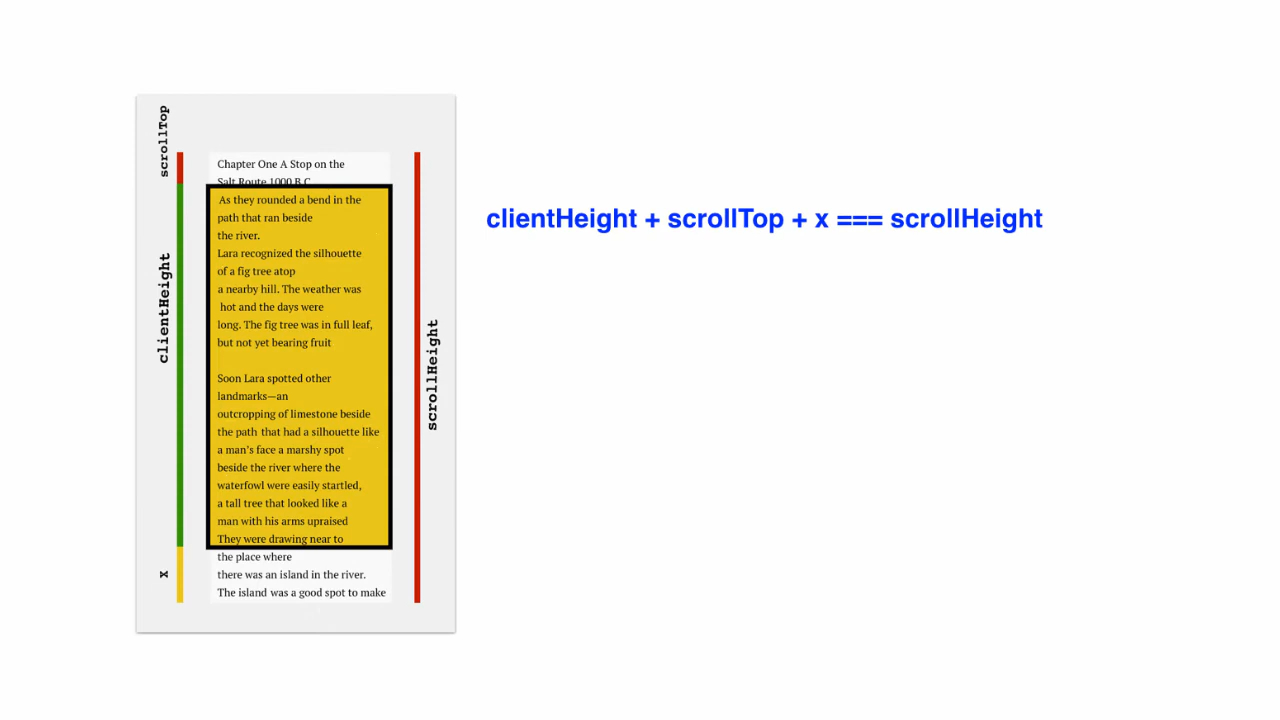 scrollTop
clientHeight
x
Chapter One A Stop on the
Salt Route 1000 B.C.
As they rounded a bend in the
path that ran beside
the river.
Lara recognized the silhouette
of a fig tree atop
a nearby hill. The weather was
hot and the days were
long. The fig tree was in full leaf,
but not yet bearing fruit
Soon Lara spotted other
landmarks—an
outcropping of limestone beside
the path that had a silhouette like
a man's face a marshy spot
beside the river where the
waterfowl were easily startled,
a tall tree that looked like a
man with his arms upraised
They were drawing near to
the place where
there was an island in the river.
The island was a good spot to make
scrollHeight
clientHeight + scrollTop + x === scrollHeight